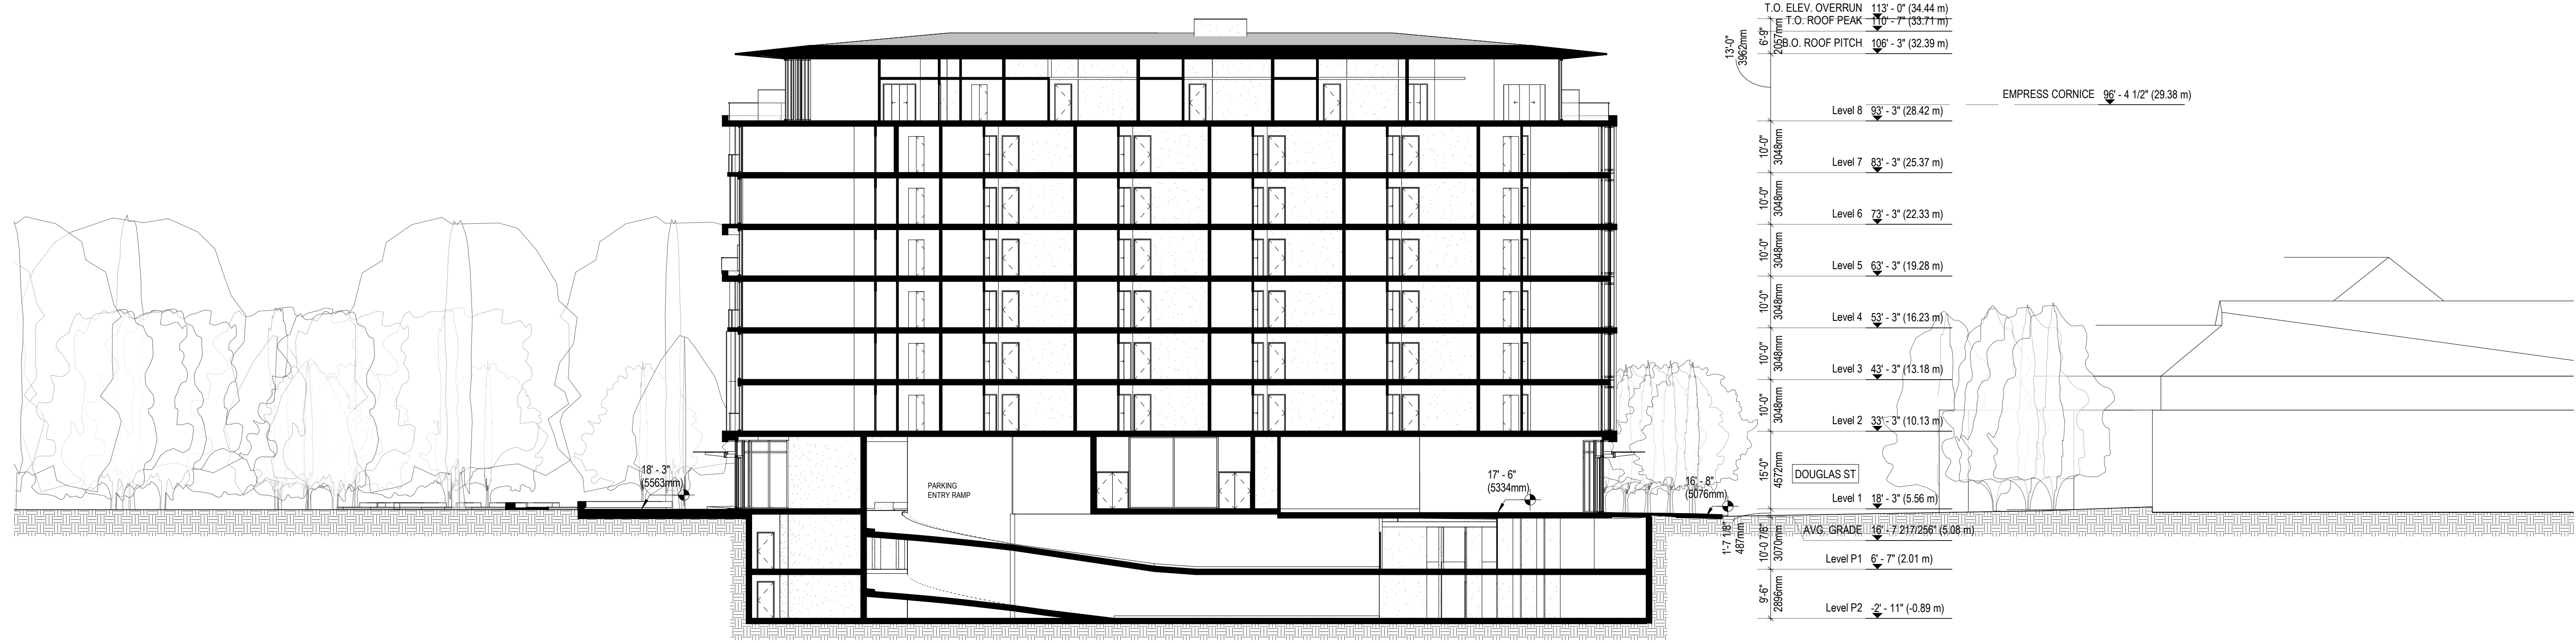 T.O. ELEV. OVERRUN 113' - 0" (34.44 m)
T.O. ROOF PEAK 110' - 7" (33.71 m)
6'-9"
2057mm
13'-0"
3962mm
B.O. ROOF PITCH 106' - 3" (32.39 m)
EMPRESS CORNICE 96' - 4 1/2" (29.38 m)
Level 8 93' - 3" (28.42 m)
10'-0"
3048mm
Level 7 83' - 3" (25.37 m)
10'-0"
3048mm
Level 6 73' - 3" (22.33 m)
10'-0"
3048mm
Level 5 63' - 3" (19.28 m)
10'-0"
3048mm
Level 4 53' - 3" (16.23 m)
10'-0"
3048mm
Level 3 43' - 3" (13.18 m)
10'-0"
3048mm
Level 2 33' - 3" (10.13 m)
15'-0"
4572mm
DOUGLAS ST
18' - 3"
(5563mm)
PARKING
ENTRY RAMP
17' - 6"
(5334mm)
16' - 8"
(5076mm)
Level 1 18' - 3" (5.56 m)
1'-7 1/8"
487mm
10'-0 7/8"
3070mm
AVG. GRADE 16' - 7 217/256" (5.08 m)
Level P1 6' - 7" (2.01 m)
9'-6"
2896mm
Level P2 -2' - 11" (-0.89 m)